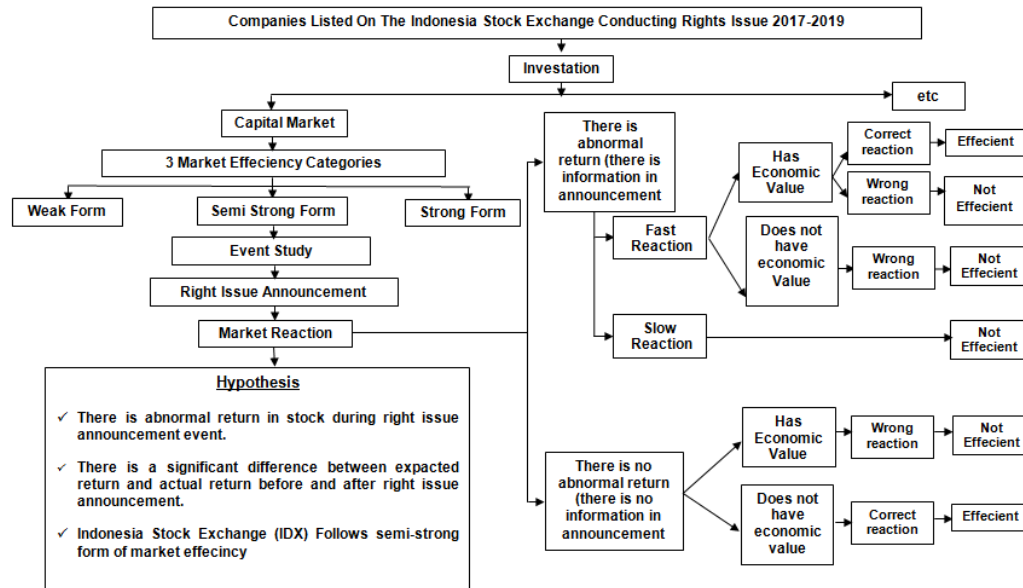 Companies Listed On The Indonesia Stock Exchange Conducting Rights Issue 2017-2019
Investation
etc
Capital Market
3 Market Effeciency Categories
Weak Form
Semi Strong Form
Strong Form
Event Study
Right Issue Announcement
Market Reaction
Hypothesis
✓ There is abnormal return in stock during right issue
announcement event.
✓ There is a significant difference between expacted
return and actual return before and after right issue
announcement.
✓ Indonesia Stock Exchange (IDX) Follows semi-strong
form of market effecincy
There is
abnormal
return (there is
information in
announcement
Fast
Reaction
Has
Economic
Value
Correct
reaction
Effecient
Wrong
reaction
Not
Effecient
Does not
have
economic
Value
Wrong
reaction
Not
Effecient
Slow
Reaction
Not
Effecient
There is no
abnormal return
(there is no
information in
announcement
Has
Economic
Value
Wrong
reaction
Not
Effecient
Does not
have
economic
value
Correct
reaction
Effecient